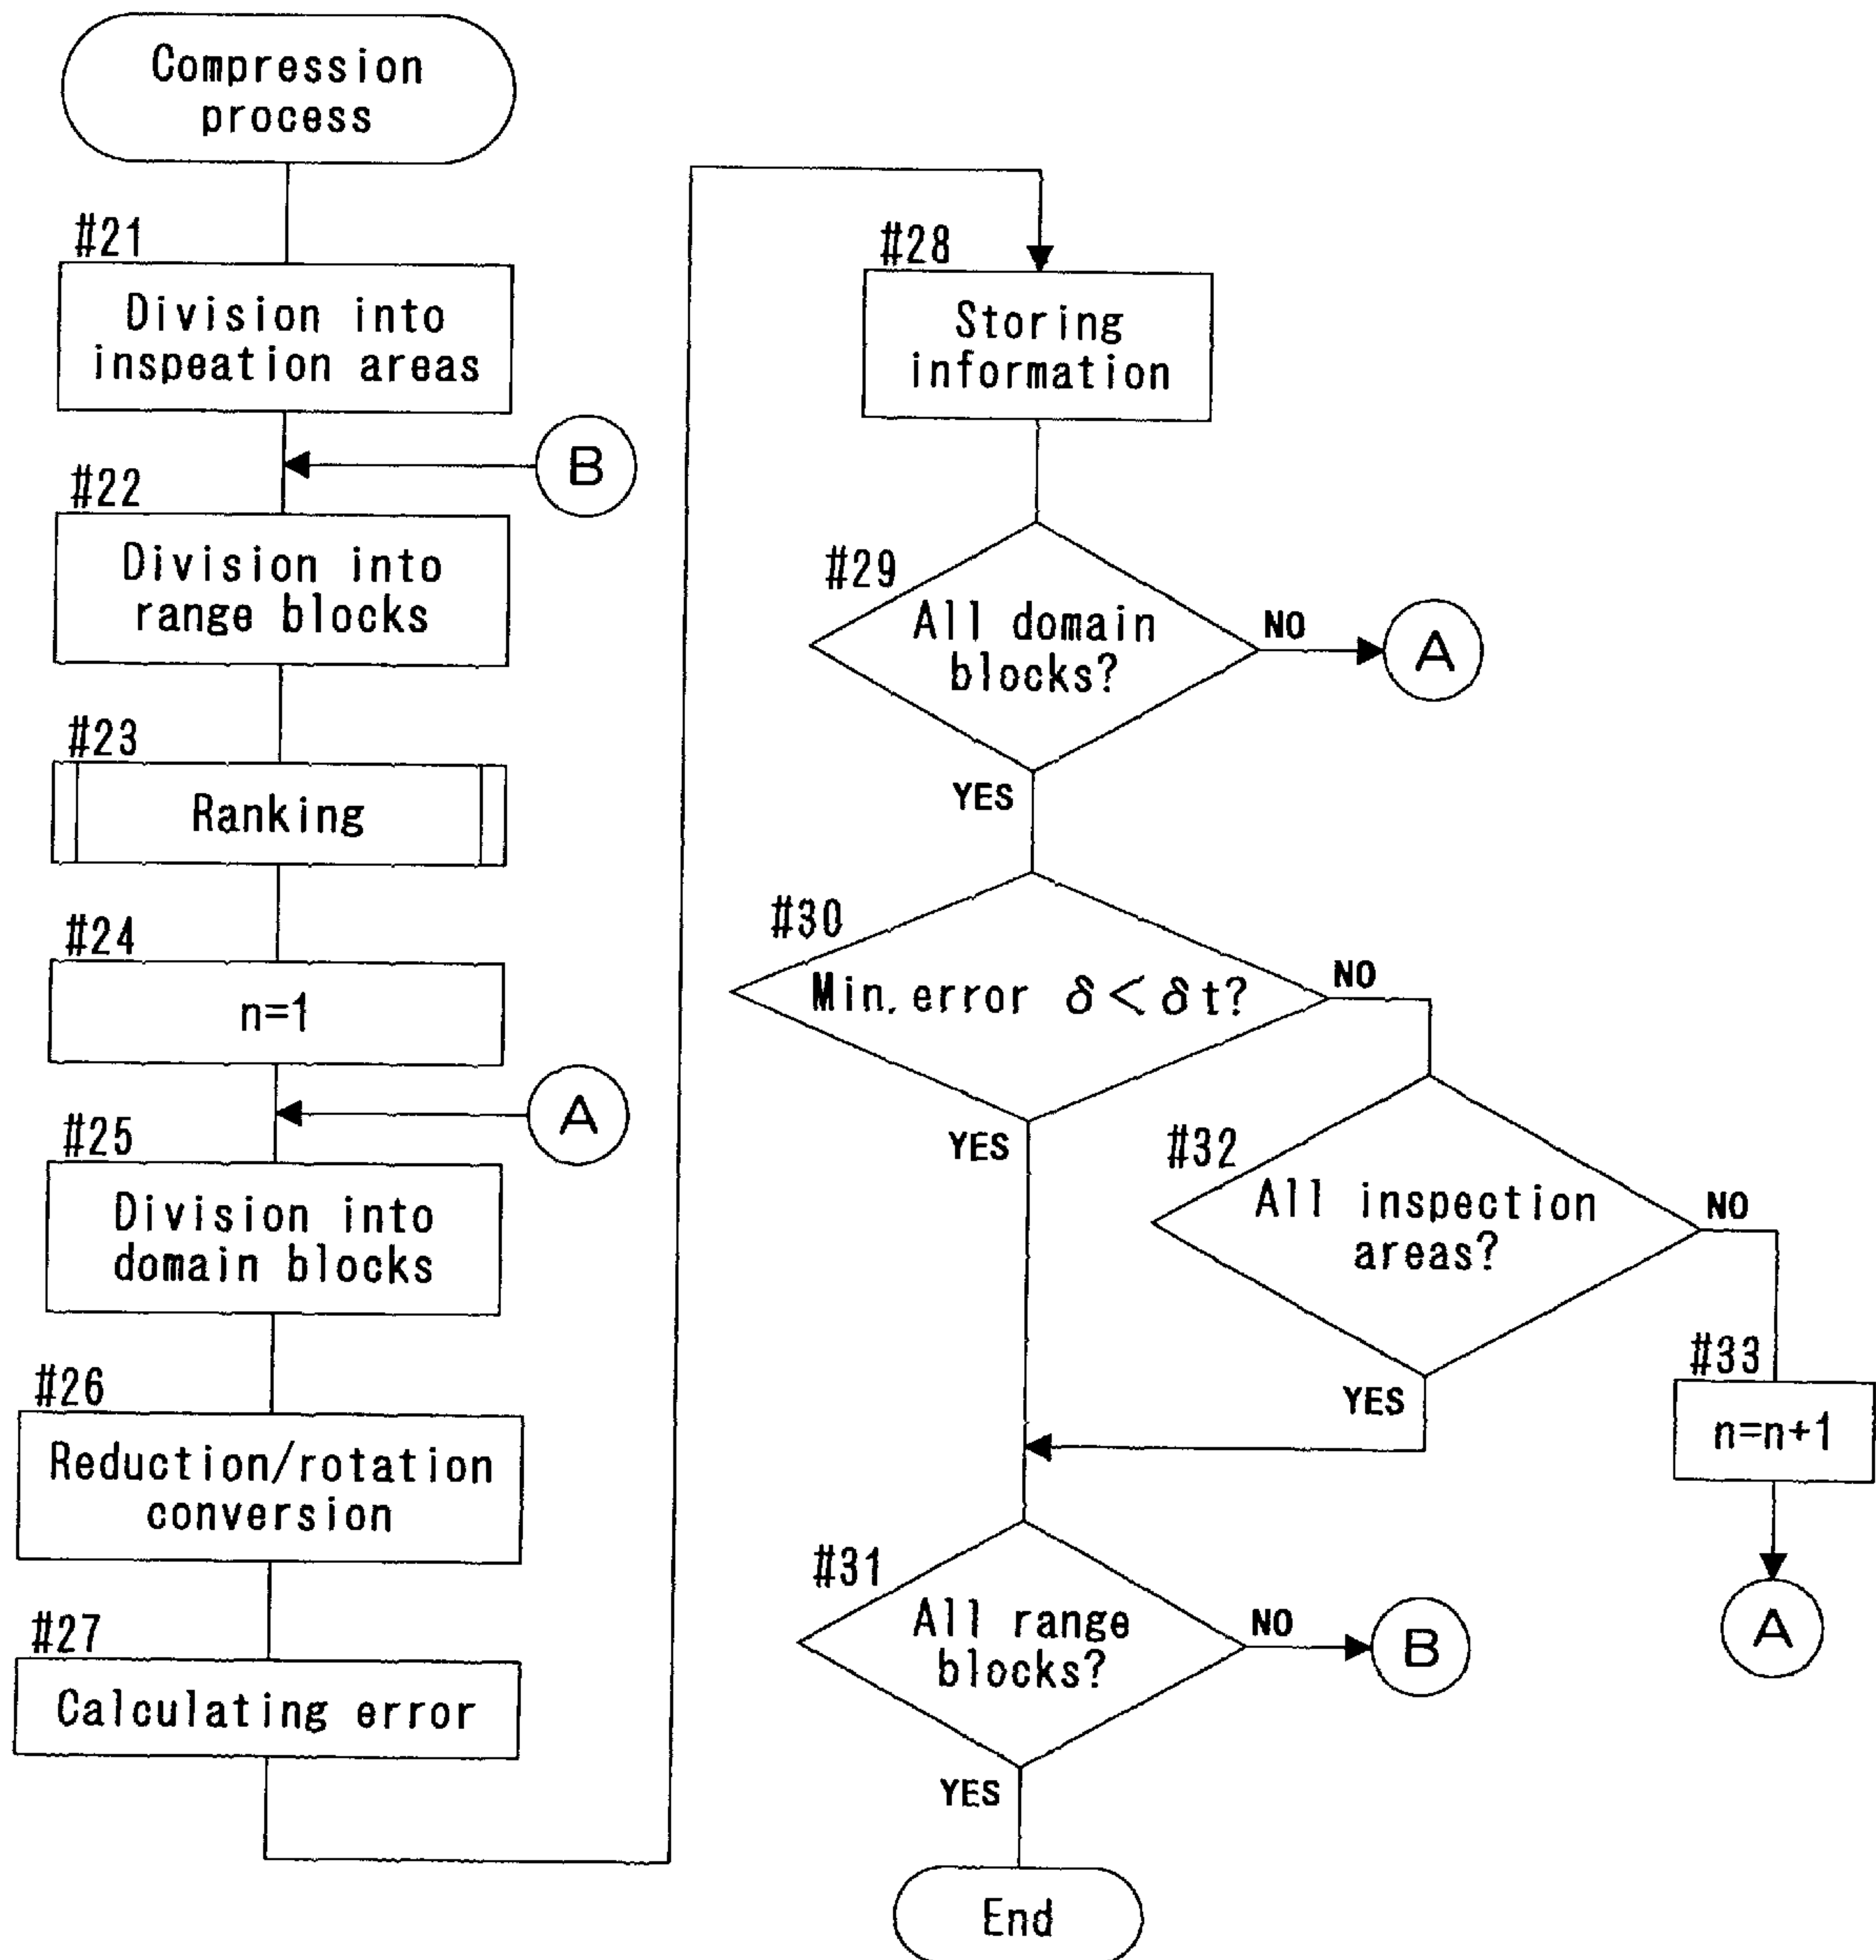 Compression
process
#21
Division into
inspeation areas
B
#22
Division into
range blocks
#23
Ranking
#24
n=1
A
#25
Division into
domain blocks
#26
Reduction/rotation
conversion
#27
Calculating error
#28
Storing
information
#29
All domain
blocks?
NO
A
YES
#30
Min. error δ < δt?
NO
YES
#32
All inspection
areas?
NO
YES
#33
n=n+1
A
#31
All range
blocks?
NO
B
YES
End